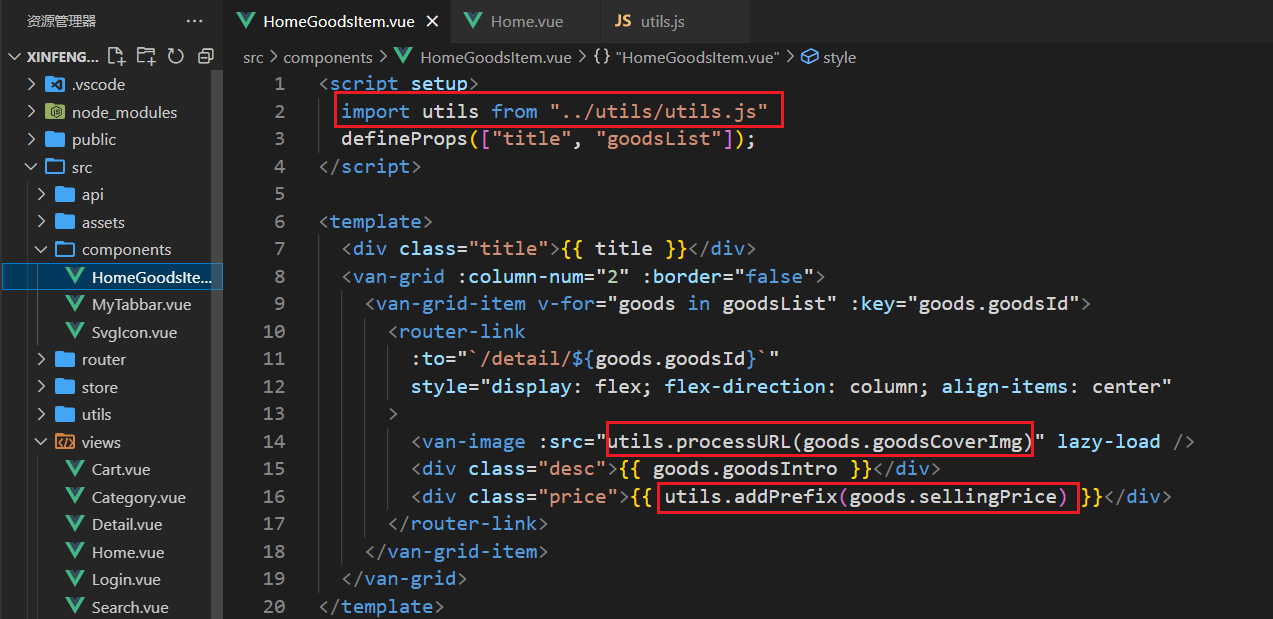 资源管理器 ···
HomeGoodsItem.vue × Home.vue JS utils.js
XINFENG...
src > components > HomeGoodsItem.vue > {} "HomeGoodsItem.vue" > style
.vscode
node_modules
public
src
api
assets
components
HomeGoodsIte...
MyTabbar.vue
SvgIcon.vue
router
store
utils
views
Cart.vue
Category.vue
Detail.vue
Home.vue
Login.vue
Search.vue
1 <script setup>
2 import utils from "../utils/utils.js"
3 defineProps(["title", "goodsList"]);
4 </script>
5
6 <template>
7 <div class="title">{{ title }}</div>
8 <van-grid :column-num="2" :border="false">
9 <van-grid-item v-for="goods in goodsList" :key="goods.goodsId">
10 <router-link
11 :to="`/detail/${goods.goodsId}`"
12 style="display: flex; flex-direction: column; align-items: center"
13 >
14 <van-image :src="utils.processURL(goods.goodsCoverImg)" lazy-load />
15 <div class="desc">{{ goods.goodsIntro }}</div>
16 <div class="price">{{ utils.addPrefix(goods.sellingPrice) }}</div>
17 </router-link>
18 </van-grid-item>
19 </van-grid>
20 </template>